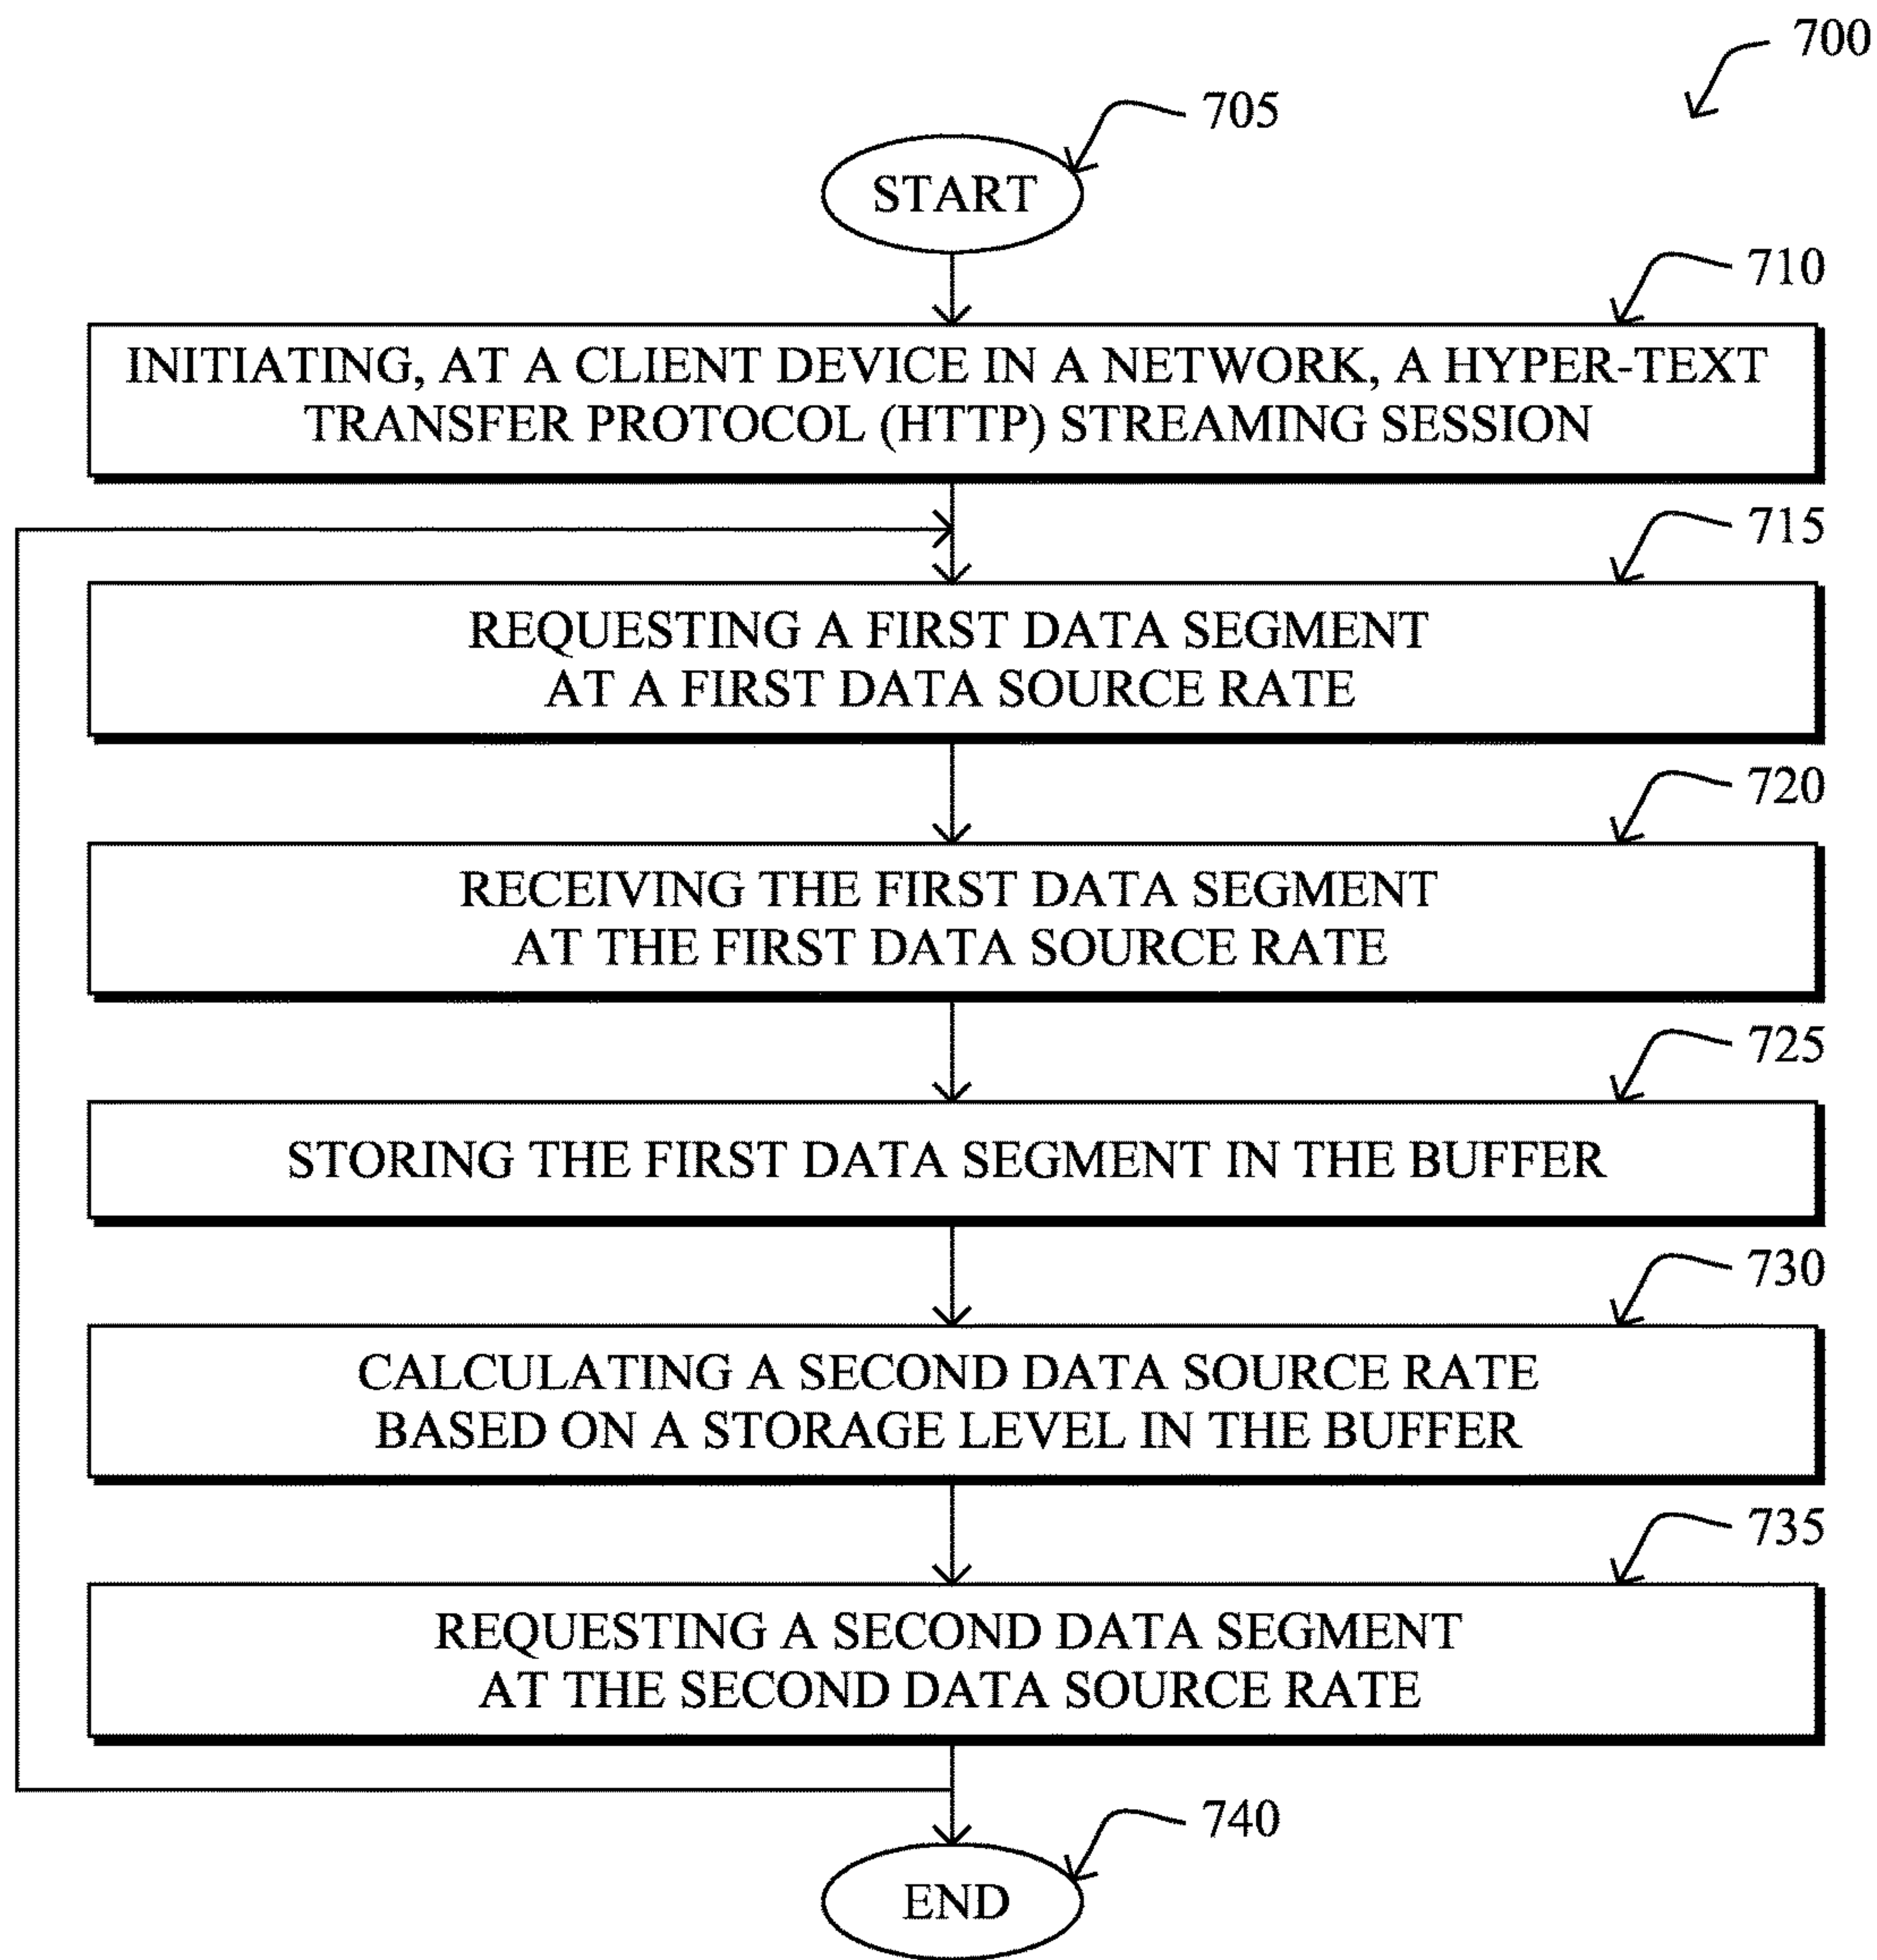 700
705
START
710
INITIATING, AT A CLIENT DEVICE IN A NETWORK, A HYPER-TEXT
TRANSFER PROTOCOL (HTTP) STREAMING SESSION
715
REQUESTING A FIRST DATA SEGMENT
AT A FIRST DATA SOURCE RATE
720
RECEIVING THE FIRST DATA SEGMENT
AT THE FIRST DATA SOURCE RATE
725
STORING THE FIRST DATA SEGMENT IN THE BUFFER
730
CALCULATING A SECOND DATA SOURCE RATE
BASED ON A STORAGE LEVEL IN THE BUFFER
735
REQUESTING A SECOND DATA SEGMENT
AT THE SECOND DATA SOURCE RATE
740
END